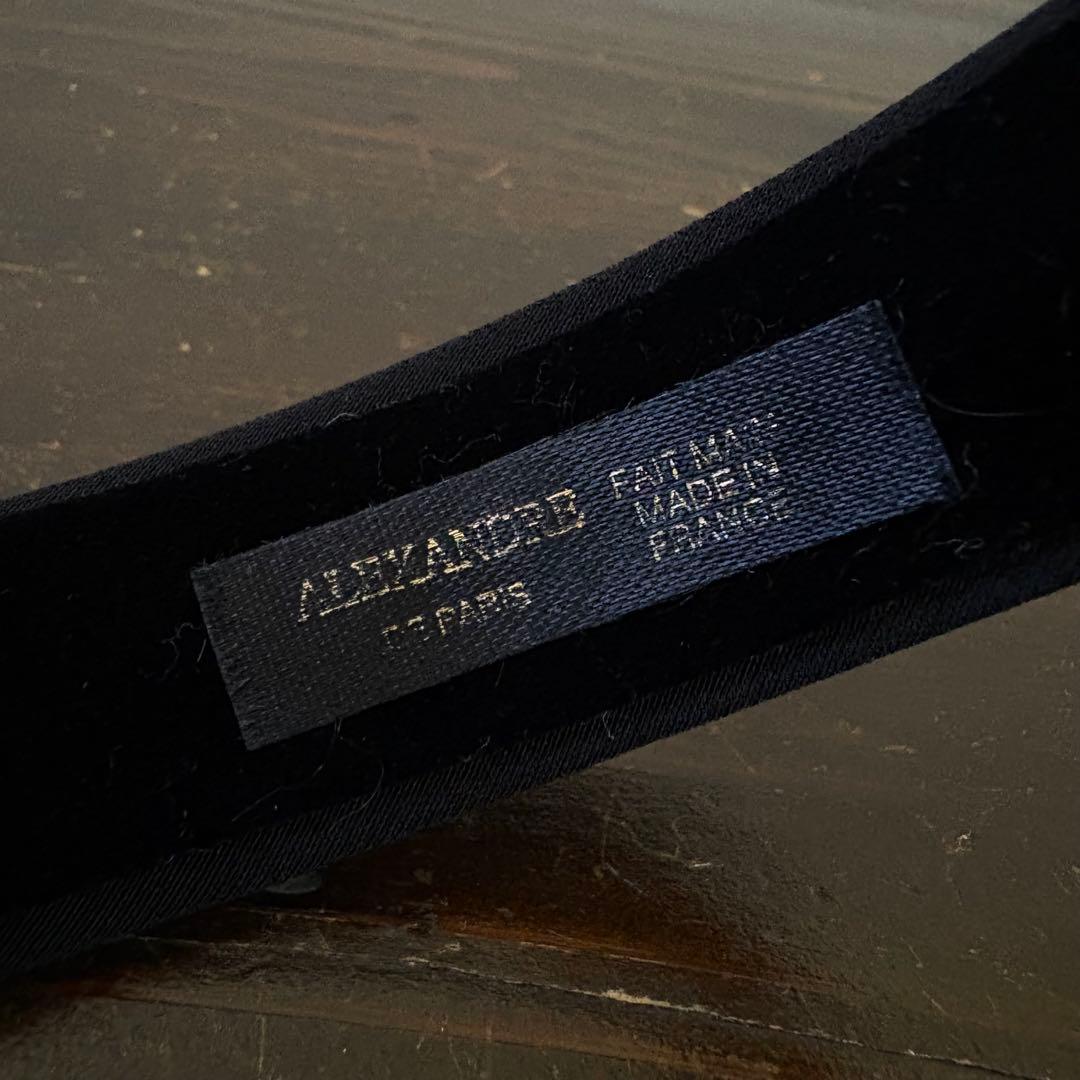 ALEXANDRE
DE PARIS
FAIT MAIN
MADE IN
FRANCE